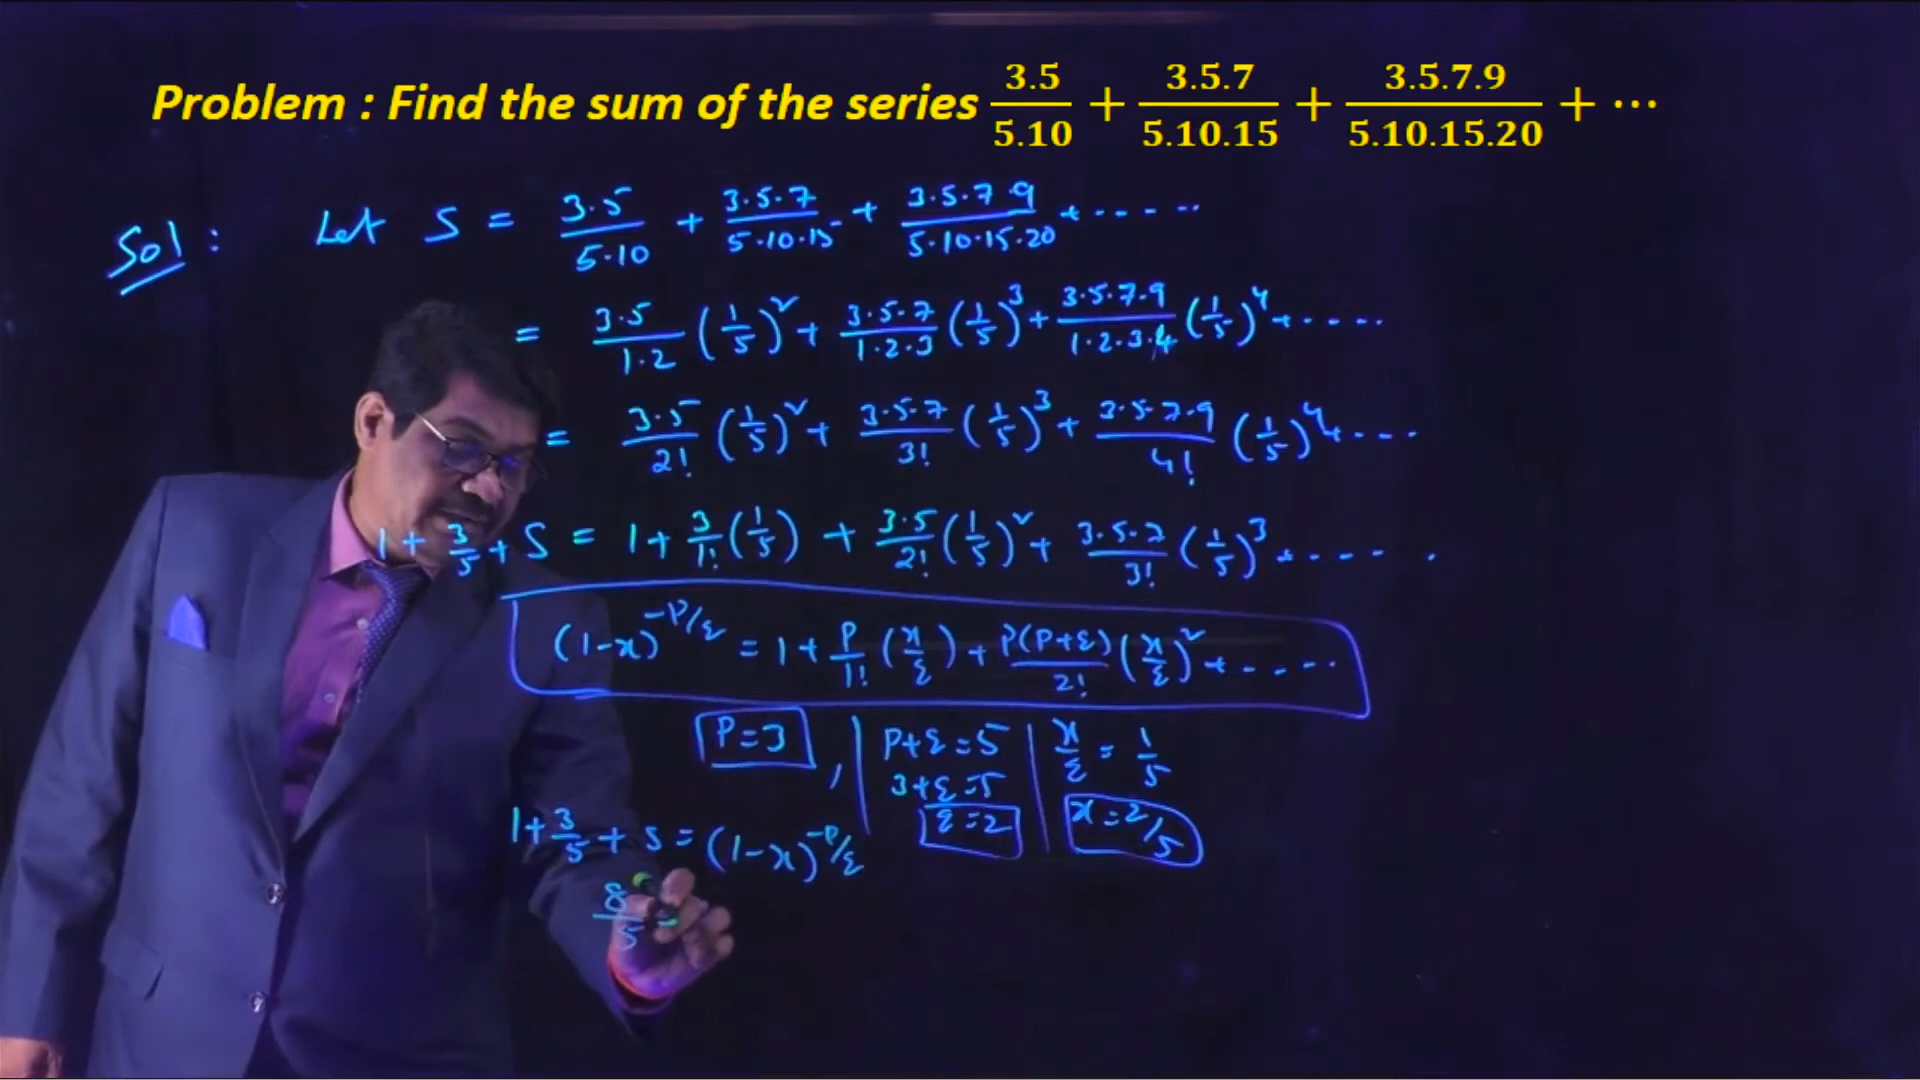 Problem : Find the sum of the series 3.5/5.10 + 3.5.7/5.10.15 + 3.5.7.9/5.10.15.20 + ⋯
Sol : Let S = 3·5/5·10 + 3·5·7/5·10·15 + 3·5·7·9/5·10·15·20 + ·····
= 3·5/1·2 (1/5)² + 3·5·7/1·2·3 (1/5)³ + 3·5·7·9/1·2·3·4 (1/5)⁴ + ····
= 3·5/2! (1/5)² + 3·5·7/3! (1/5)³ + 3·5·7·9/4! (1/5)⁴ + ···
1 + 3/5 + S = 1 + 3/1! (1/5) + 3·5/2! (1/5)² + 3·5·7/3! (1/5)³ + ···· .
(1-x)^(-P/q) = 1 + P/1! (x/q) + P(P+q)/2! (x/q)² + ····
P=3 , P+q=5 x/q = 1/5
3+q=5
q=2 x=2/5
1 + 3/5 + S = (1-x)^(-P/q)
8/5